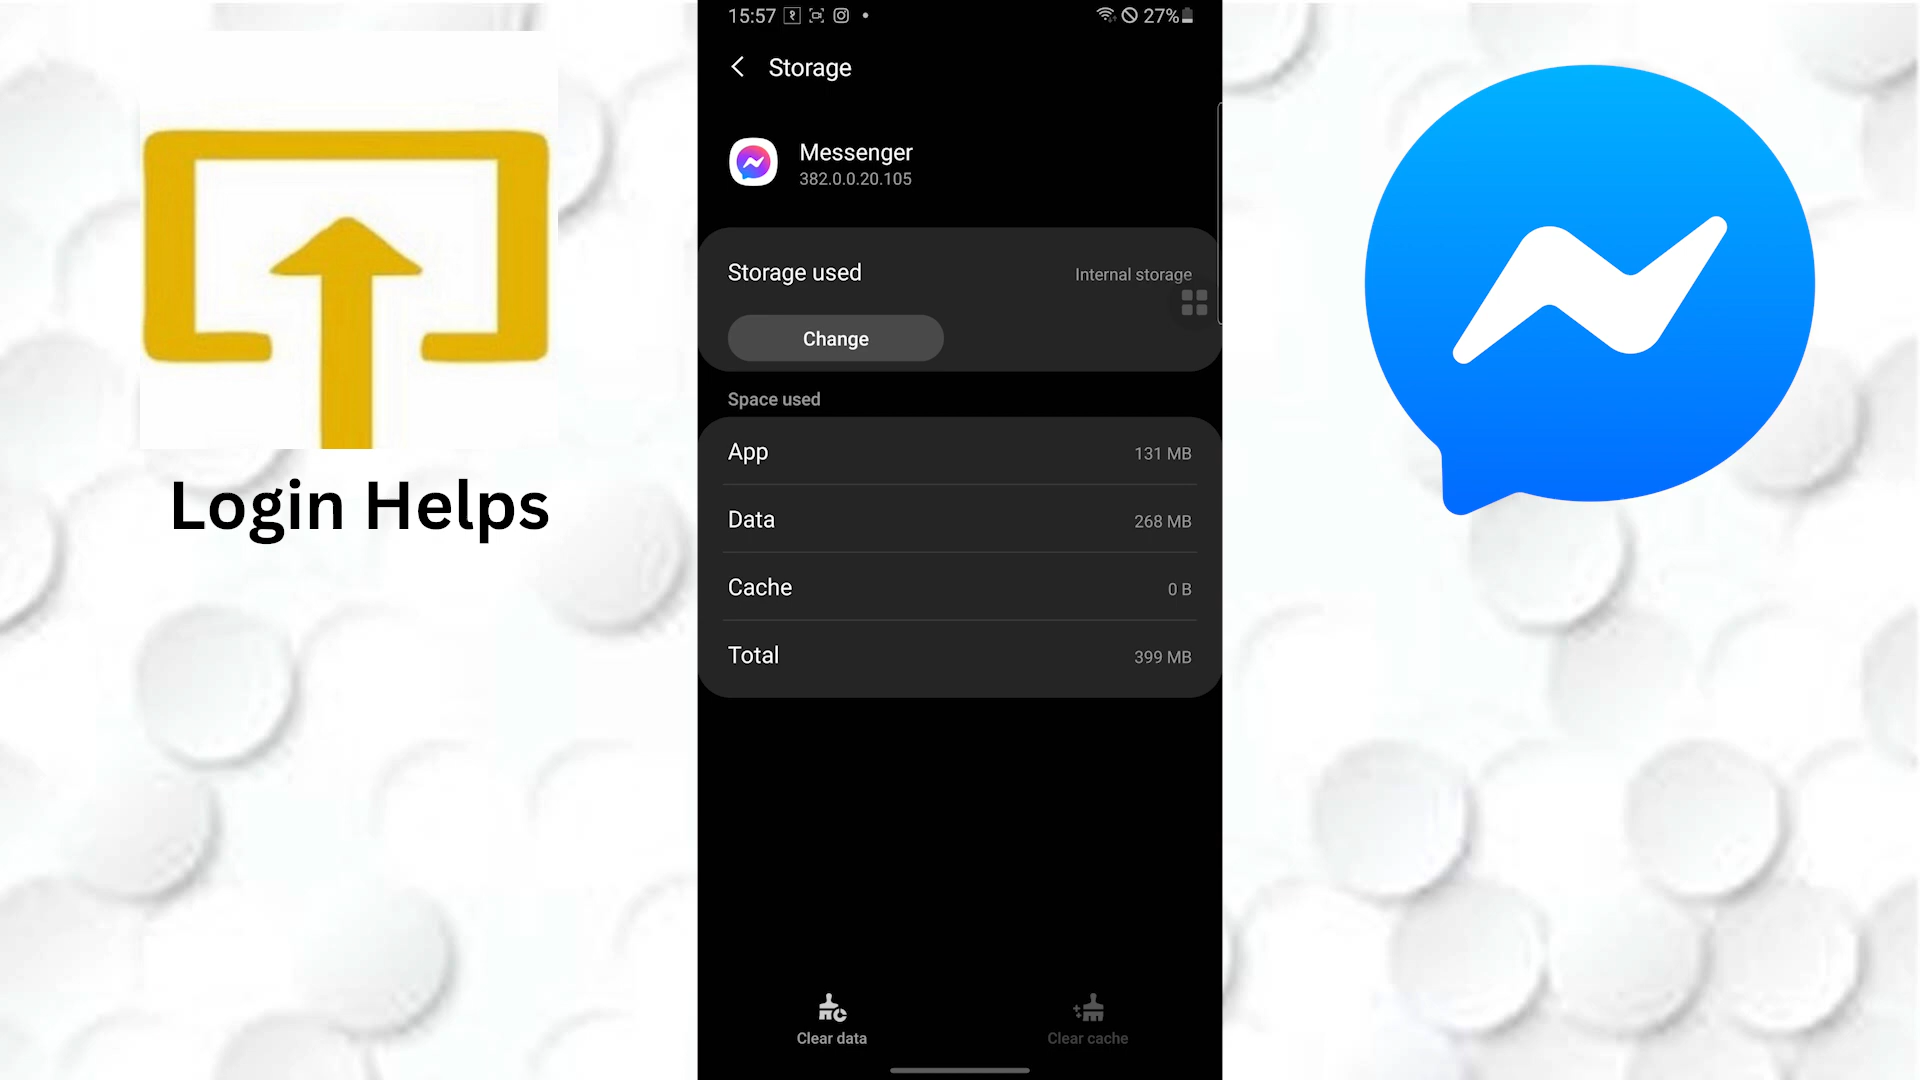 15:57
27%
Storage
Messenger
382.0.0.20.105
Storage used
Internal storage
Change
Space used
App
131 MB
Data
268 MB
Cache
0 B
Total
399 MB
Clear data
Clear cache
Login Helps